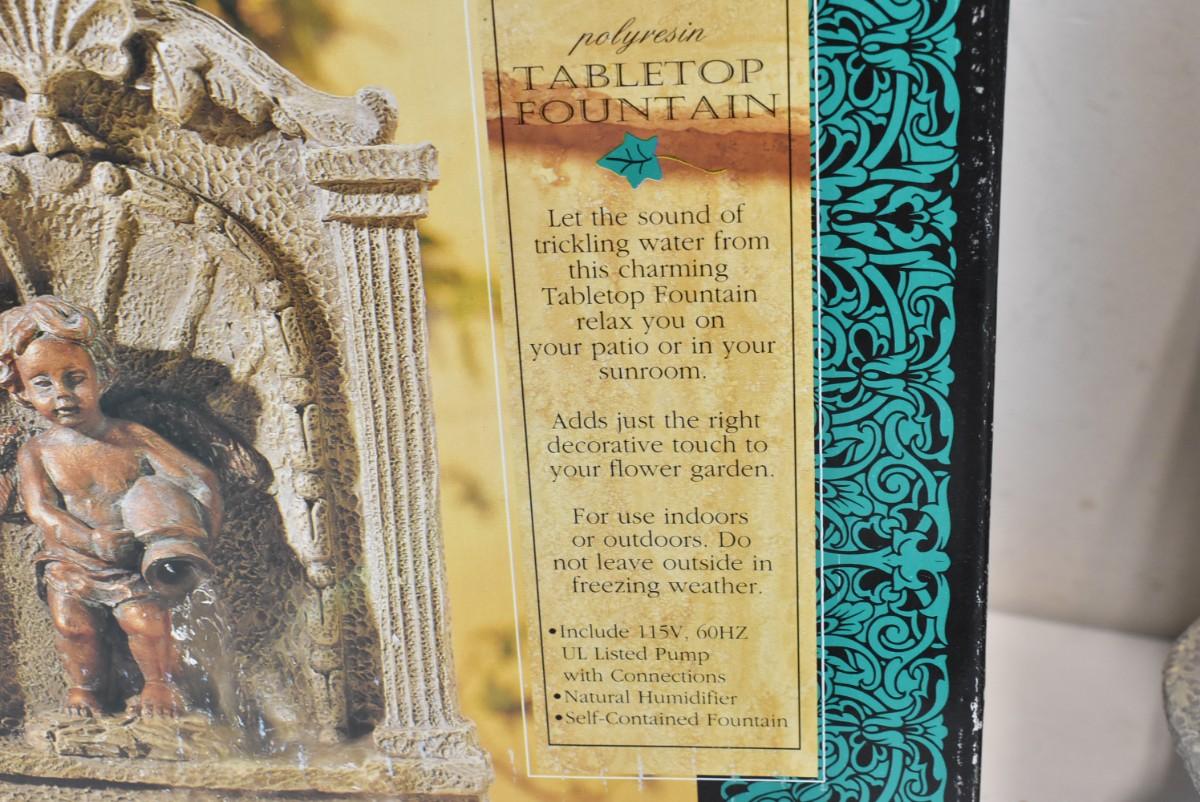 polyresin
TABLETOP
FOUNTAIN
Let the sound of
trickling water from
this charming
Tabletop Fountain
relax you on
your patio or in your
sunroom.
Adds just the right
decorative touch to
your flower garden.
For use indoors
or outdoors. Do
not leave outside in
freezing weather.
•Include 115V, 60HZ
UL Listed Pump
with Connections
•Natural Humidifier
•Self-Contained Fountain